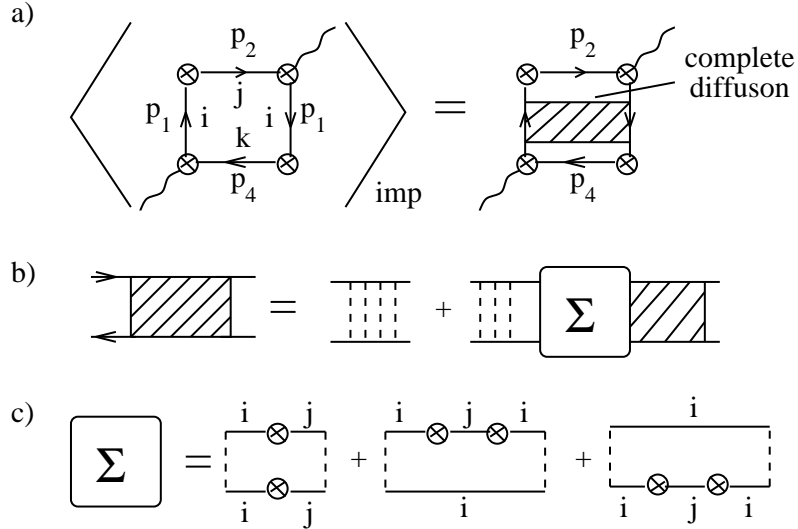 a)
p2
j
p1 i i p1
k
p4
imp
=
p2
complete
diffuson
p4
b)
= + Σ
c)
Σ = i j + i j i + i
i j i i j i